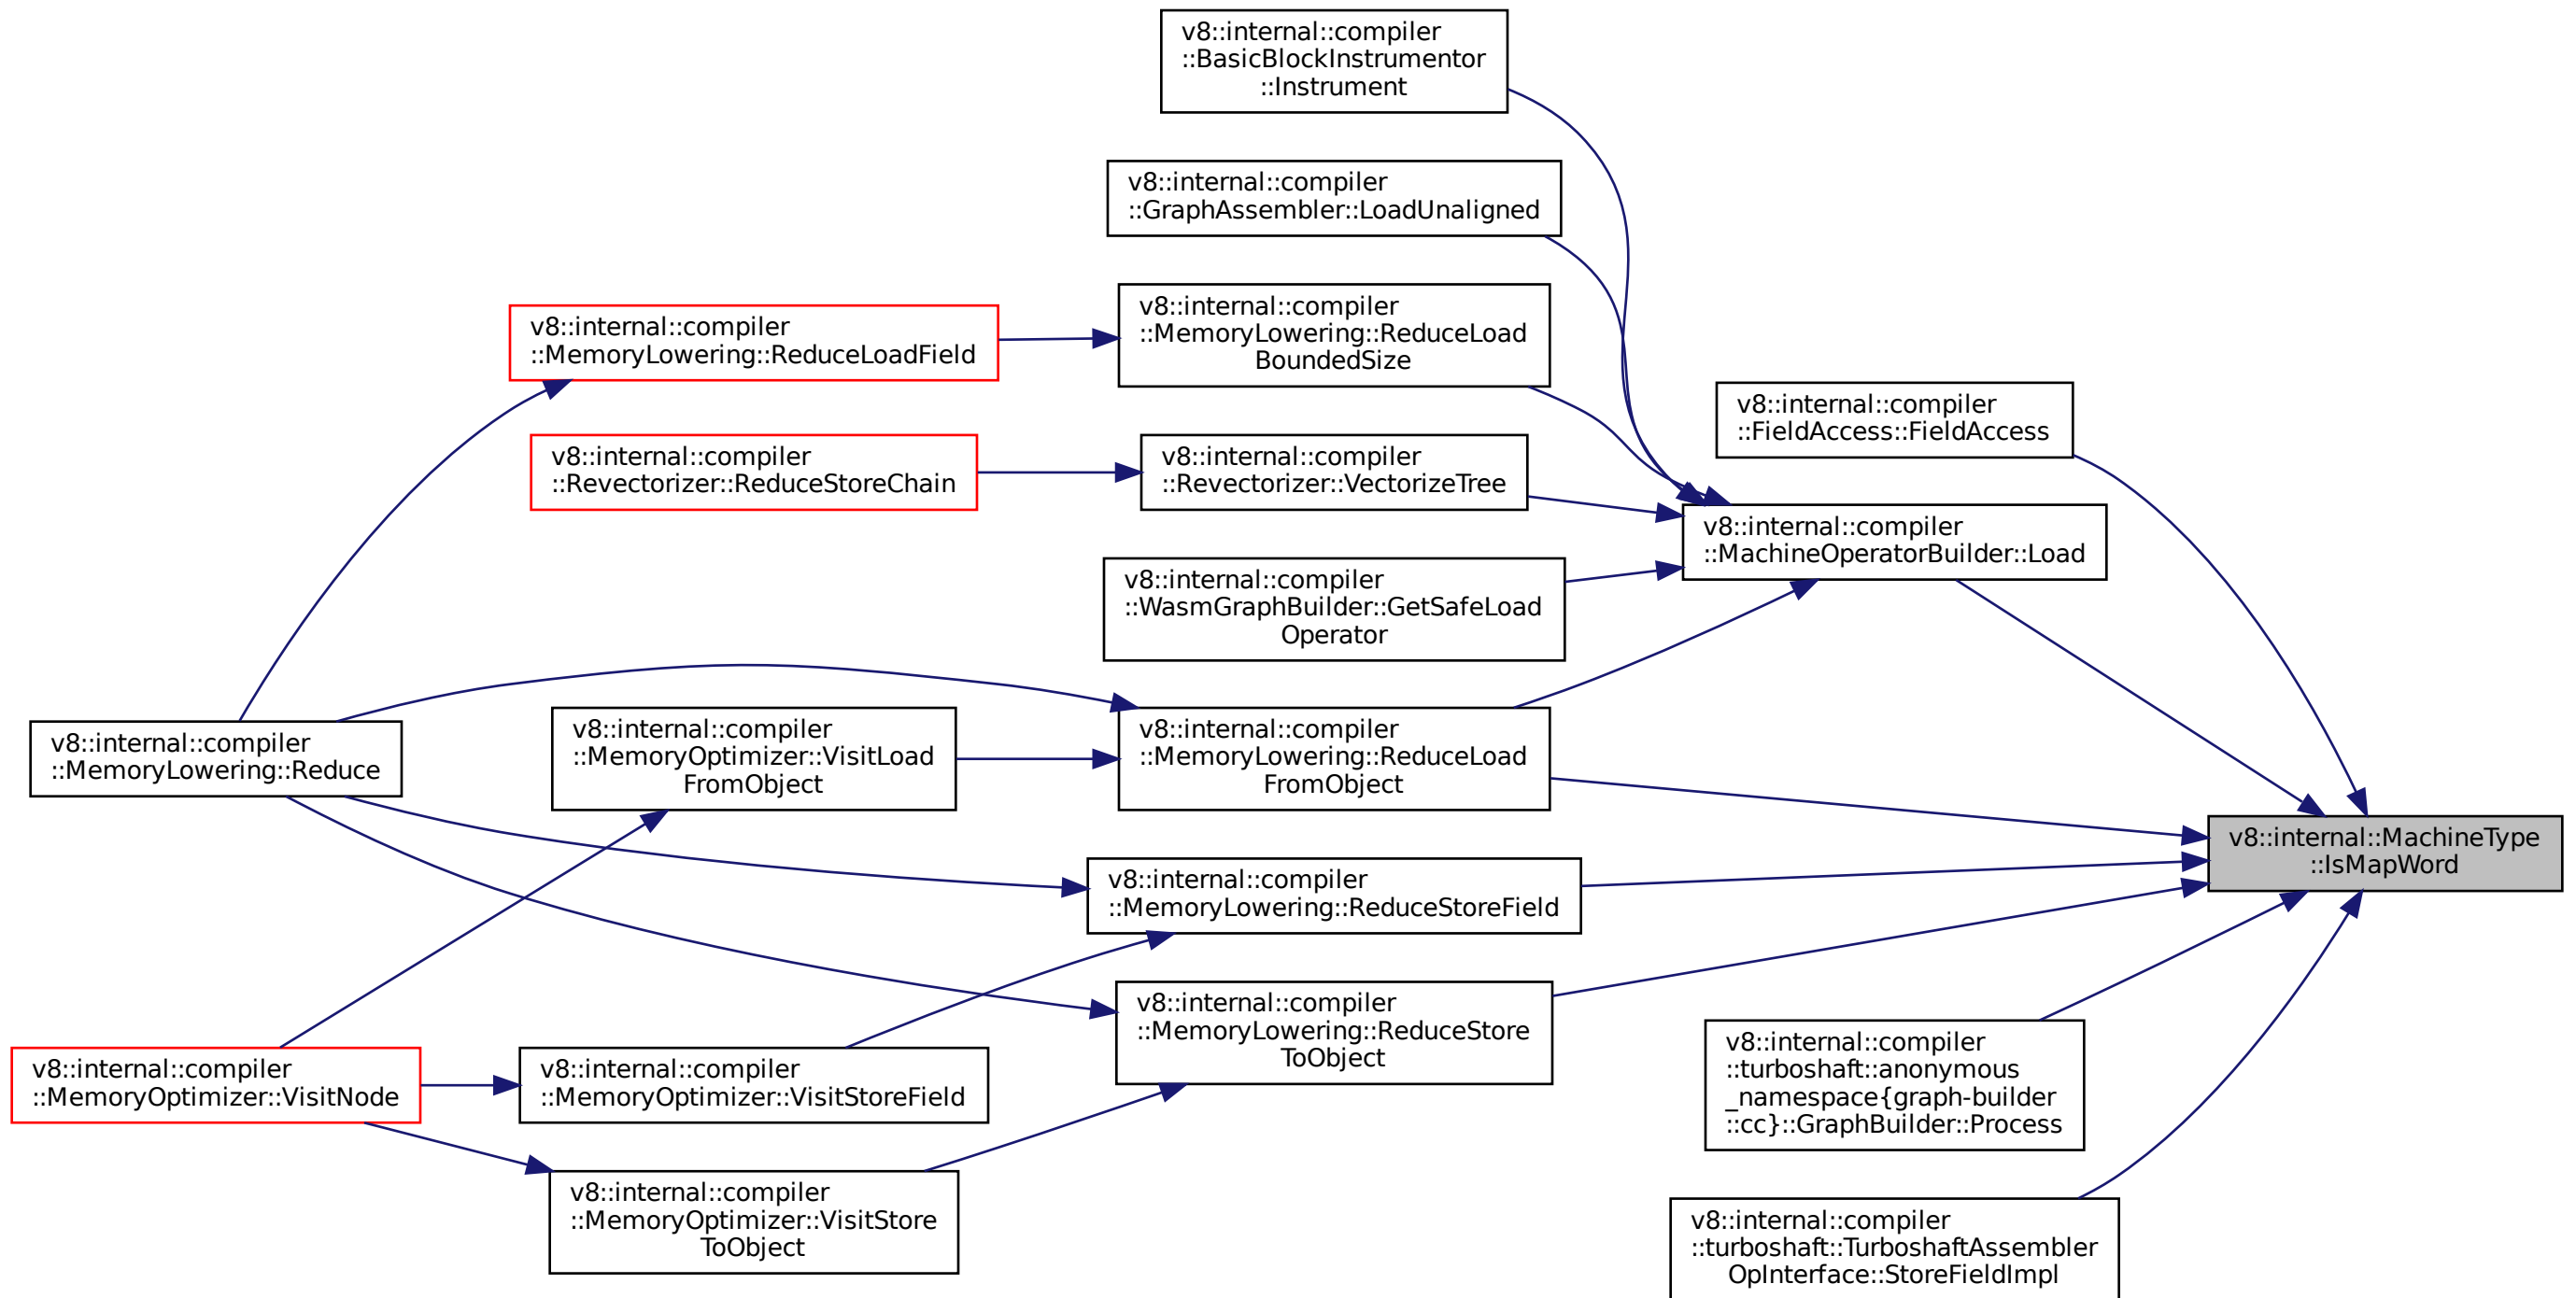 v8::internal::compiler
::BasicBlockInstrumentor
::Instrument
v8::internal::compiler
::GraphAssembler::LoadUnaligned
v8::internal::compiler
::MemoryLowering::ReduceLoadField
v8::internal::compiler
::MemoryLowering::ReduceLoad
BoundedSize
v8::internal::compiler
::FieldAccess::FieldAccess
v8::internal::compiler
::Revectorizer::ReduceStoreChain
v8::internal::compiler
::Revectorizer::VectorizeTree
v8::internal::compiler
::MachineOperatorBuilder::Load
v8::internal::compiler
::WasmGraphBuilder::GetSafeLoad
Operator
v8::internal::compiler
::MemoryLowering::Reduce
v8::internal::compiler
::MemoryOptimizer::VisitLoad
FromObject
v8::internal::compiler
::MemoryLowering::ReduceLoad
FromObject
v8::internal::MachineType
::IsMapWord
v8::internal::compiler
::MemoryLowering::ReduceStoreField
v8::internal::compiler
::MemoryLowering::ReduceStore
ToObject
v8::internal::compiler
::turboshaft::anonymous
_namespace{graph-builder
::cc}::GraphBuilder::Process
v8::internal::compiler
::MemoryOptimizer::VisitNode
v8::internal::compiler
::MemoryOptimizer::VisitStoreField
v8::internal::compiler
::MemoryOptimizer::VisitStore
ToObject
v8::internal::compiler
::turboshaft::TurboshaftAssembler
OpInterface::StoreFieldImpl